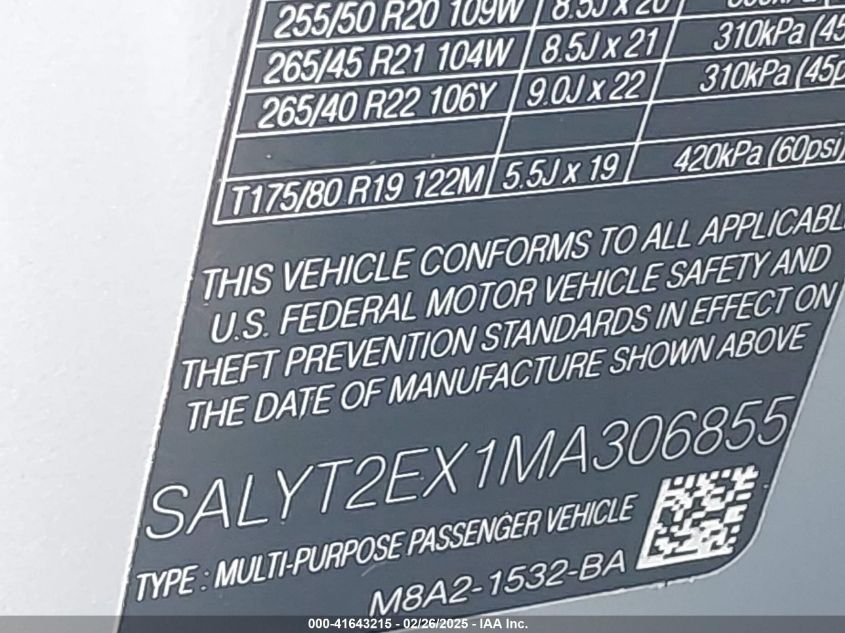 255/50 R20 109W 8.5J x 20
265/45 R21 104W 8.5J x 21 310kPa (45
265/40 R22 106Y 9.0J x 22 310kPa (45p
T175/80 R19 122M 5.5J x 19 420kPa (60psi)
THIS VEHICLE CONFORMS TO ALL APPLICABL
U.S. FEDERAL MOTOR VEHICLE SAFETY AND
THEFT PREVENTION STANDARDS IN EFFECT ON
THE DATE OF MANUFACTURE SHOWN ABOVE
SALYT2EX1MA306855
TYPE : MULTI-PURPOSE PASSENGER VEHICLE
M8A2-1532-BA
000-41643215 - 02/26/2025 - IAA Inc.